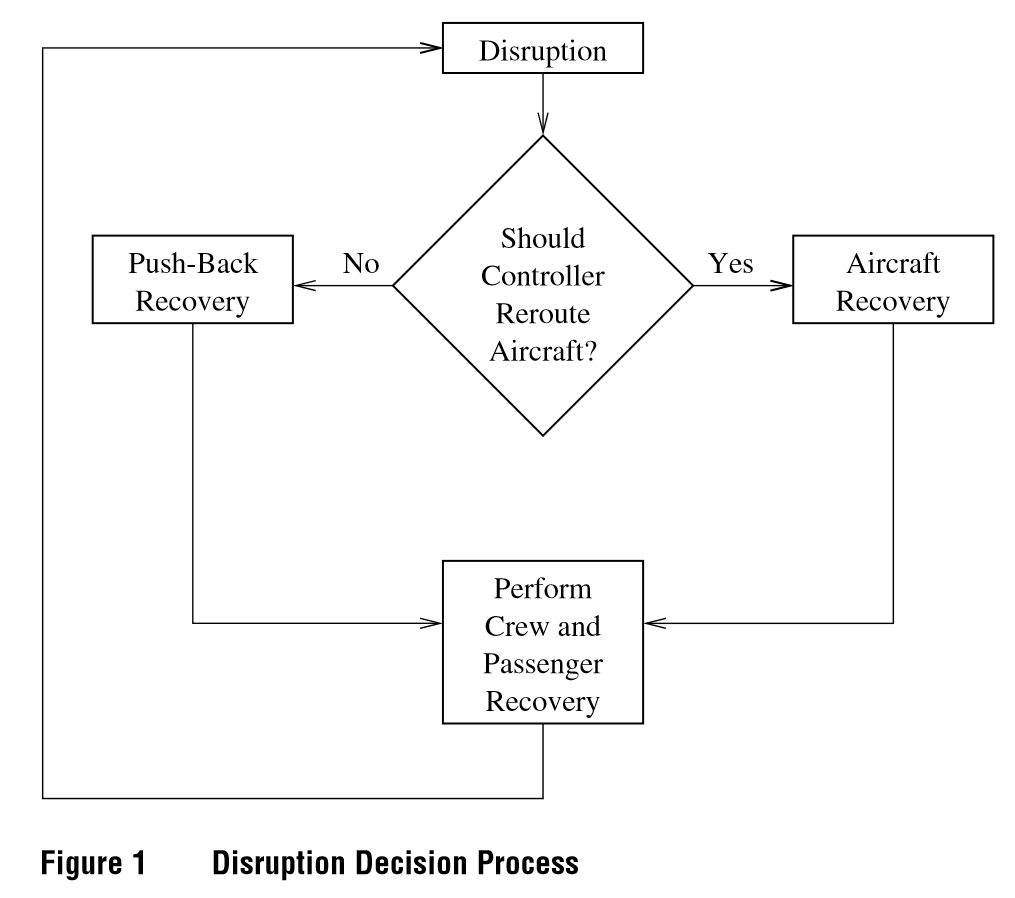 Disruption
Should
Controller
Reroute
Aircraft?
No
Push-Back
Recovery
Yes
Aircraft
Recovery
Perform
Crew and
Passenger
Recovery
Figure 1 Disruption Decision Process